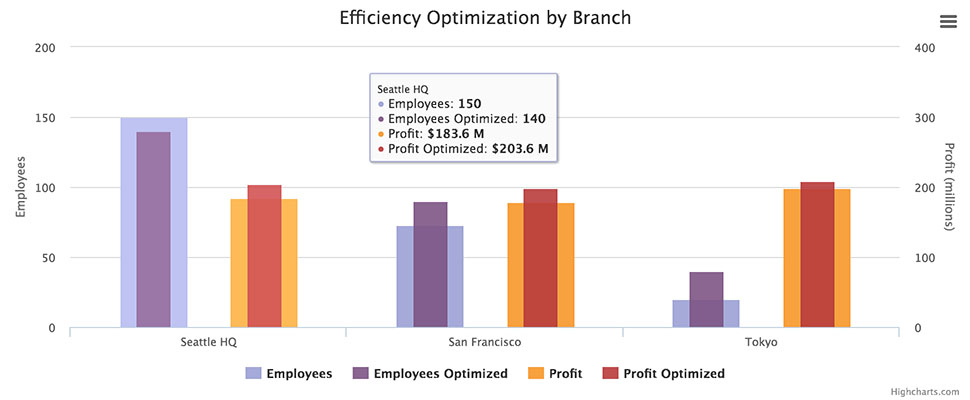 Efficiency Optimization by Branch
200
150
100
50
0
Employees
400
300
200
100
0
Profit (millions)
Seattle HQ
Employees: 150
Employees Optimized: 140
Profit: $183.6 M
Profit Optimized: $203.6 M
Seattle HQ
San Francisco
Tokyo
Employees
Employees Optimized
Profit
Profit Optimized
Highcharts.com